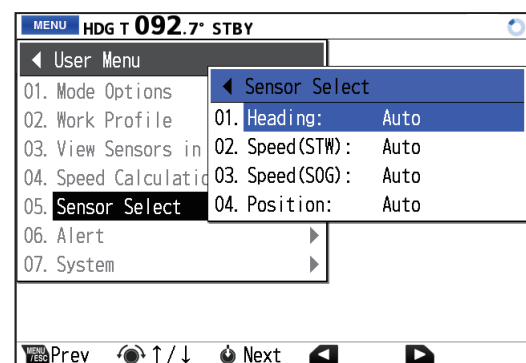 MENU HDG T 092.7° STBY
User Menu
01. Mode Options
02. Work Profile
03. View Sensors in
04. Speed Calculatio
05. Sensor Select
06. Alert
07. System
Sensor Select
01. Heading: Auto
02. Speed(STW): Auto
03. Speed(SOG): Auto
04. Position: Auto
MENU/ESC Prev ↑/↓ Next